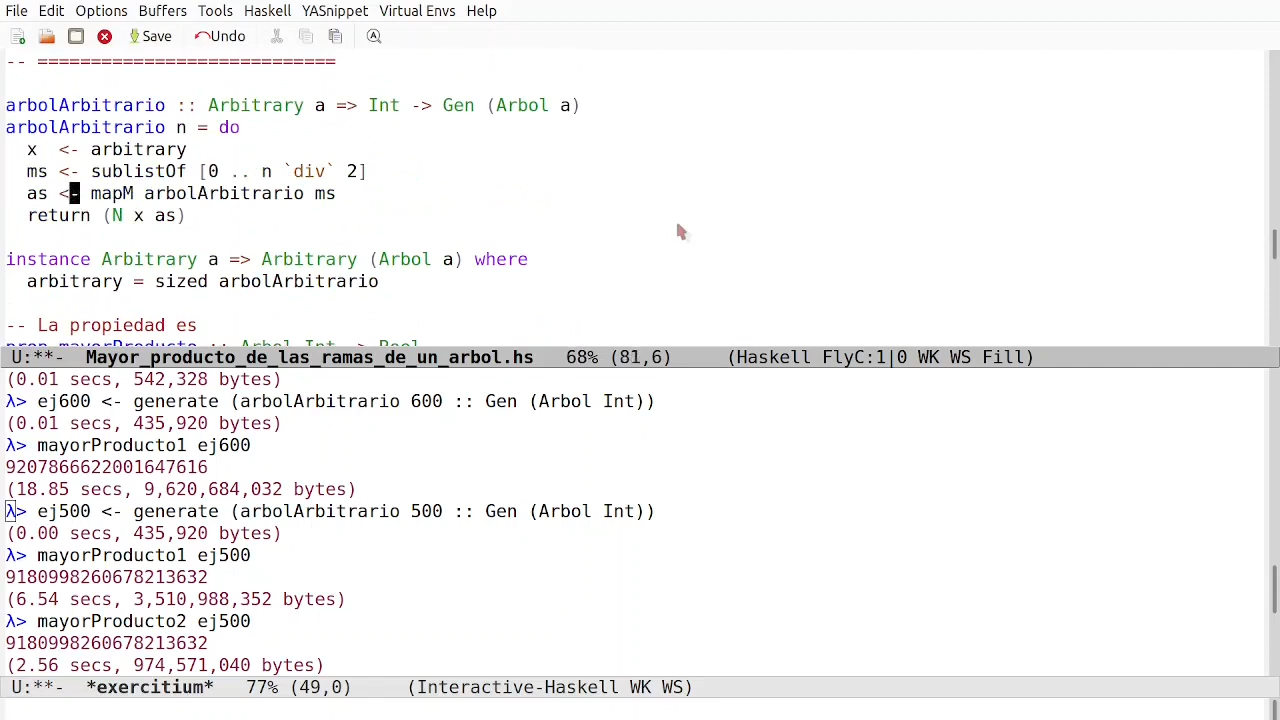 File Edit Options Buffers Tools Haskell YASnippet Virtual Envs Help
Save Undo
-- ============================
arbolArbitrario :: Arbitrary a => Int -> Gen (Arbol a)
arbolArbitrario n = do
  x  <- arbitrary
  ms <- sublistOf [0 .. n `div` 2]
  as <- mapM arbolArbitrario ms
  return (N x as)
instance Arbitrary a => Arbitrary (Arbol a) where
  arbitrary = sized arbolArbitrario
-- La propiedad es
prop_mayorProducto :: Arbol Int -> Bool
U:**-  Mayor_producto_de_las_ramas_de_un_arbol.hs   68% (81,6)     (Haskell FlyC:1|0 WK WS Fill)
(0.01 secs, 542,328 bytes)
λ> ej600 <- generate (arbolArbitrario 600 :: Gen (Arbol Int))
(0.01 secs, 435,920 bytes)
λ> mayorProducto1 ej600
9207866622001647616
(18.85 secs, 9,620,684,032 bytes)
λ> ej500 <- generate (arbolArbitrario 500 :: Gen (Arbol Int))
(0.00 secs, 435,920 bytes)
λ> mayorProducto1 ej500
9180998260678213632
(6.54 secs, 3,510,988,352 bytes)
λ> mayorProducto2 ej500
9180998260678213632
(2.56 secs, 974,571,040 bytes)
U:**-  *exercitium*   77% (49,0)     (Interactive-Haskell WK WS)